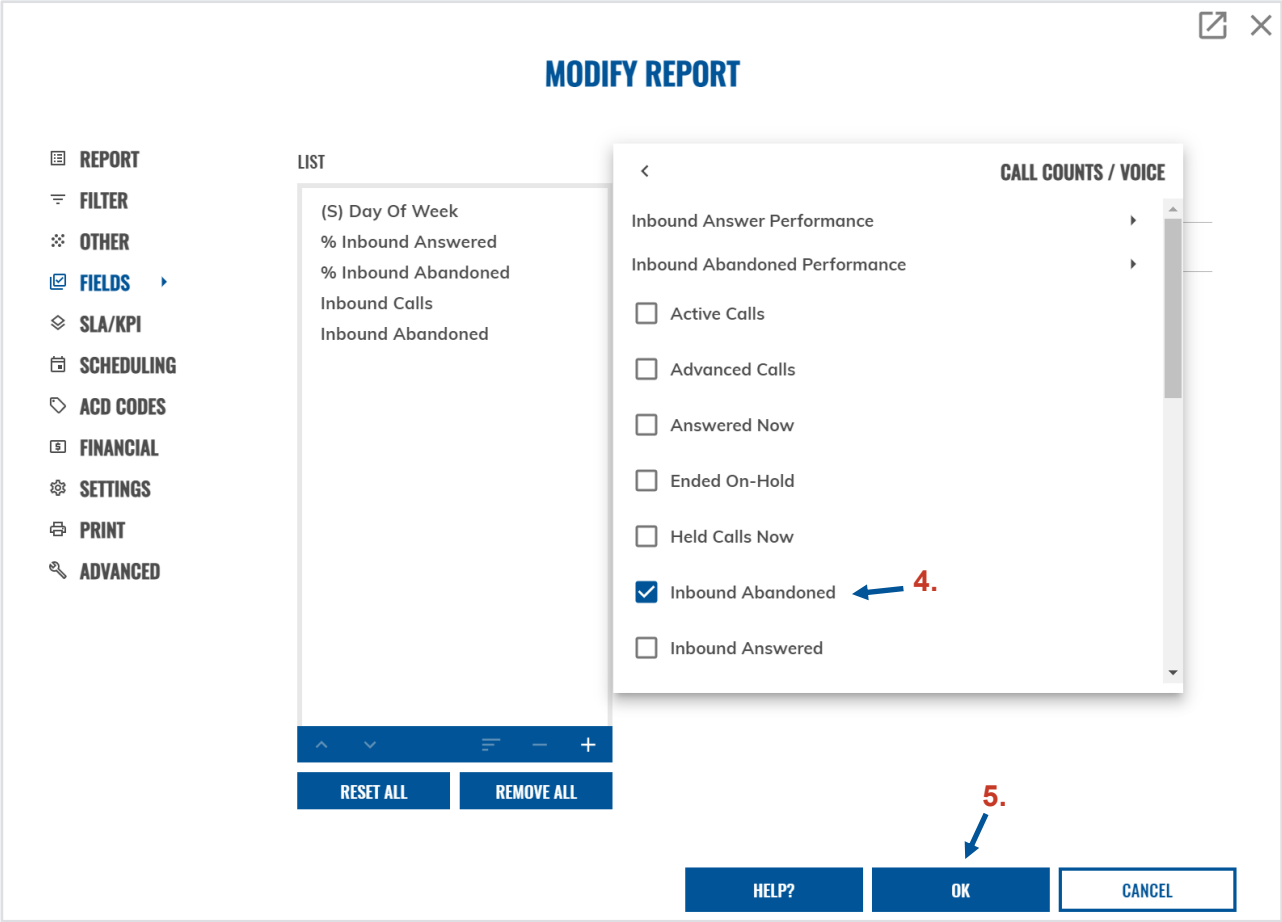 MODIFY REPORT
REPORT
FILTER
OTHER
FIELDS
SLA/KPI
SCHEDULING
ACD CODES
FINANCIAL
SETTINGS
PRINT
ADVANCED
LIST
(S) Day Of Week
% Inbound Answered
% Inbound Abandoned
Inbound Calls
Inbound Abandoned
RESET ALL
REMOVE ALL
CALL COUNTS / VOICE
Inbound Answer Performance
Inbound Abandoned Performance
Active Calls
Advanced Calls
Answered Now
Ended On-Hold
Held Calls Now
Inbound Abandoned
4.
Inbound Answered
5.
HELP?
OK
CANCEL